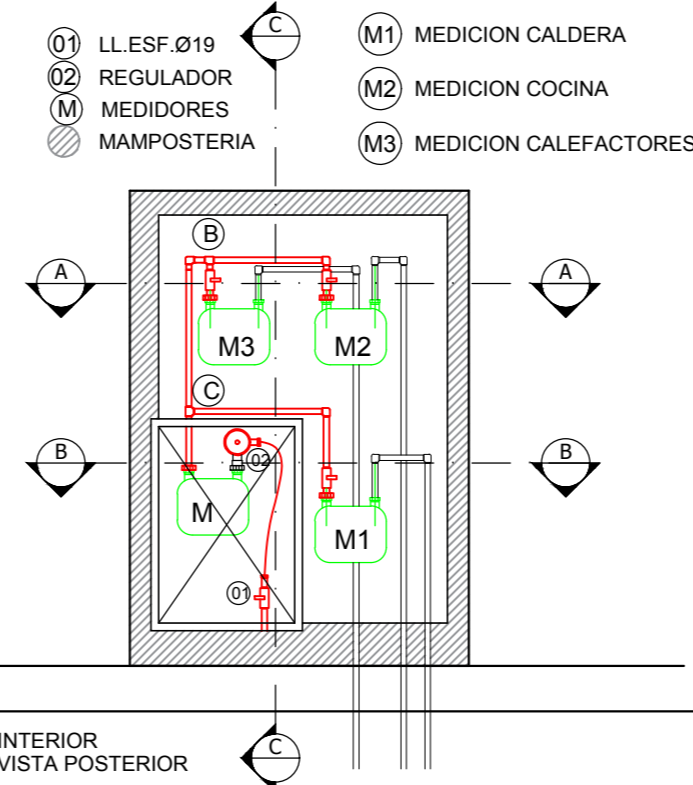 01 LL.ESF.Ø19
02 REGULADOR
M MEDIDORES
MAMPOSTERIA
C
M1 MEDICION CALDERA
M2 MEDICION COCINA
M3 MEDICION CALEFACTORES
B
A
A
M3
M2
C
B
02
B
M
M1
01
INTERIOR
VISTA POSTERIOR
C